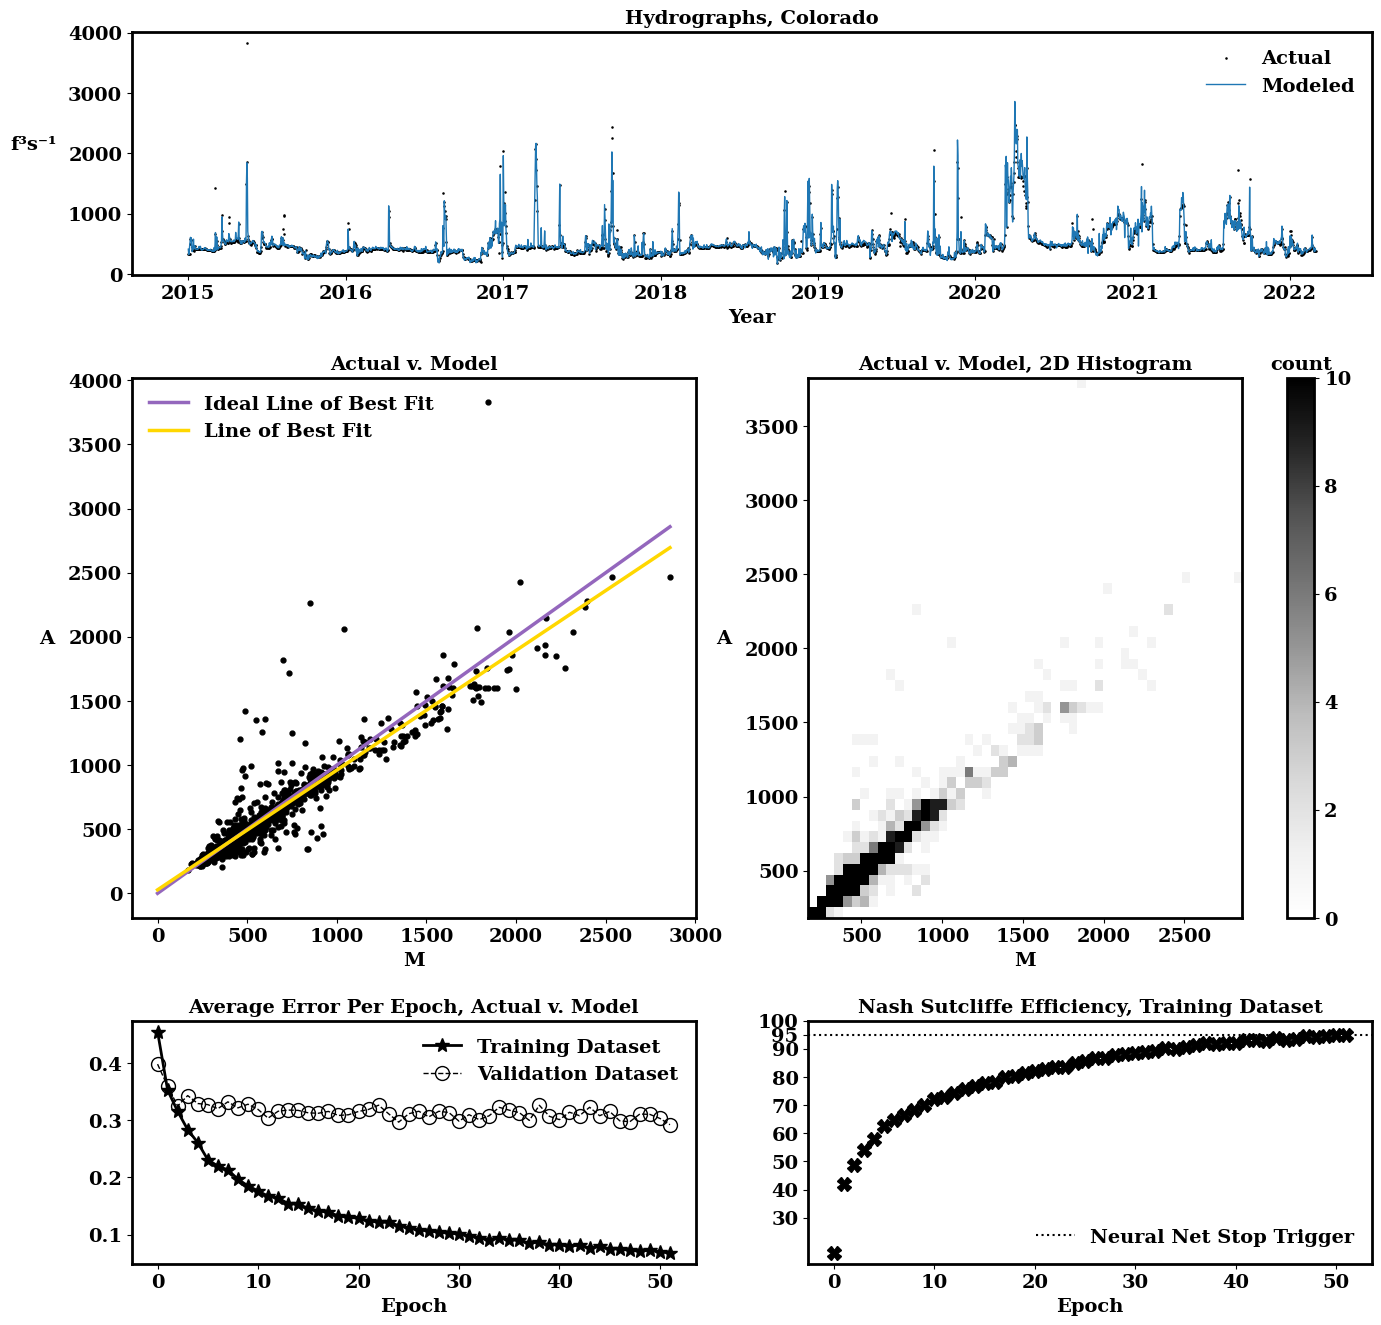 Hydrographs, Colorado
4000
3000
2000
1000
0
f³s⁻¹
Actual
Modeled
2015 2016 2017 2018 2019 2020 2021 2022
Year
Actual v. Model
4000
3500
3000
2500
2000
1500
1000
500
0
A
Ideal Line of Best Fit
Line of Best Fit
0 500 1000 1500 2000 2500 3000
M
Actual v. Model, 2D Histogram
3500
3000
2500
2000
1500
1000
500
A
500 1000 1500 2000 2500
M
count
10
8
6
4
2
0
Average Error Per Epoch, Actual v. Model
0.4
0.3
0.2
0.1
Training Dataset
Validation Dataset
0 10 20 30 40 50
Epoch
Nash Sutcliffe Efficiency, Training Dataset
100
95
90
80
70
60
50
40
30
Neural Net Stop Trigger
0 10 20 30 40 50
Epoch